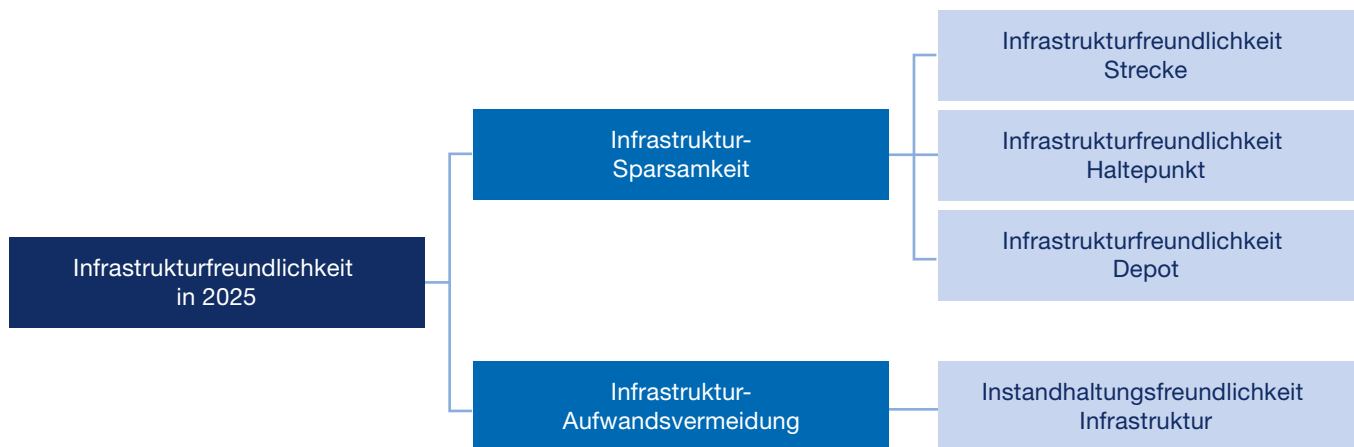 Infrastrukturfreundlichkeit
in 2025
Infrastruktur-
Sparsamkeit
Infrastrukturfreundlichkeit
Strecke
Infrastrukturfreundlichkeit
Haltepunkt
Infrastrukturfreundlichkeit
Depot
Infrastruktur-
Aufwandsvermeidung
Instandhaltungsfreundlichkeit
Infrastruktur